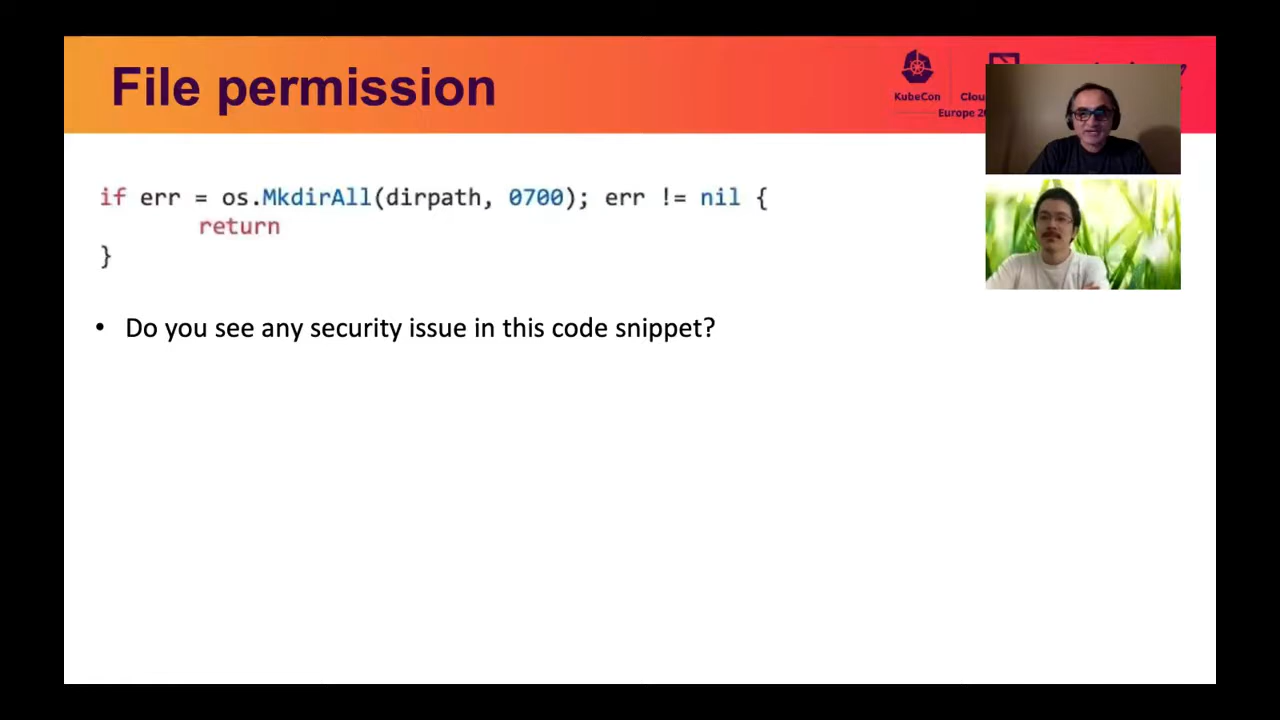 File permission
KubeCon
Europe
if err = os.MkdirAll(dirpath, 0700); err != nil {
return
}
• Do you see any security issue in this code snippet?